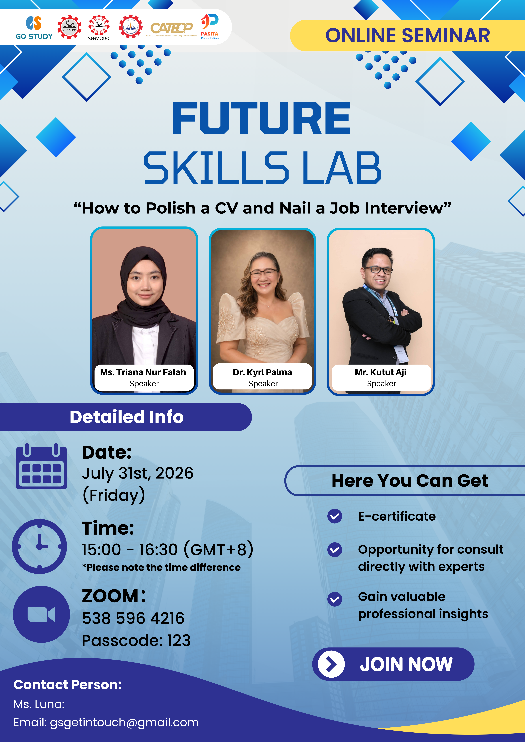 GO STUDY
CATECP
PASITA
ONLINE SEMINAR
FUTURE
SKILLS LAB
“How to Polish a CV and Nail a Job Interview”
Ms. Triana Nur Falah
Speaker
Dr. Kyrt Palma
Speaker
Mr. Kutut Aji
Speaker
Detailed Info
Date:
July 31st, 2026
(Friday)
Time:
15:00 - 16:30 (GMT+8)
*Please note the time difference
ZOOM:
538 596 4216
Passcode: 123
Here You Can Get
E-certificate
Opportunity for consult
directly with experts
Gain valuable
professional insights
JOIN NOW
Contact Person:
Ms. Luna:
Email: gsgetintouch@gmail.com